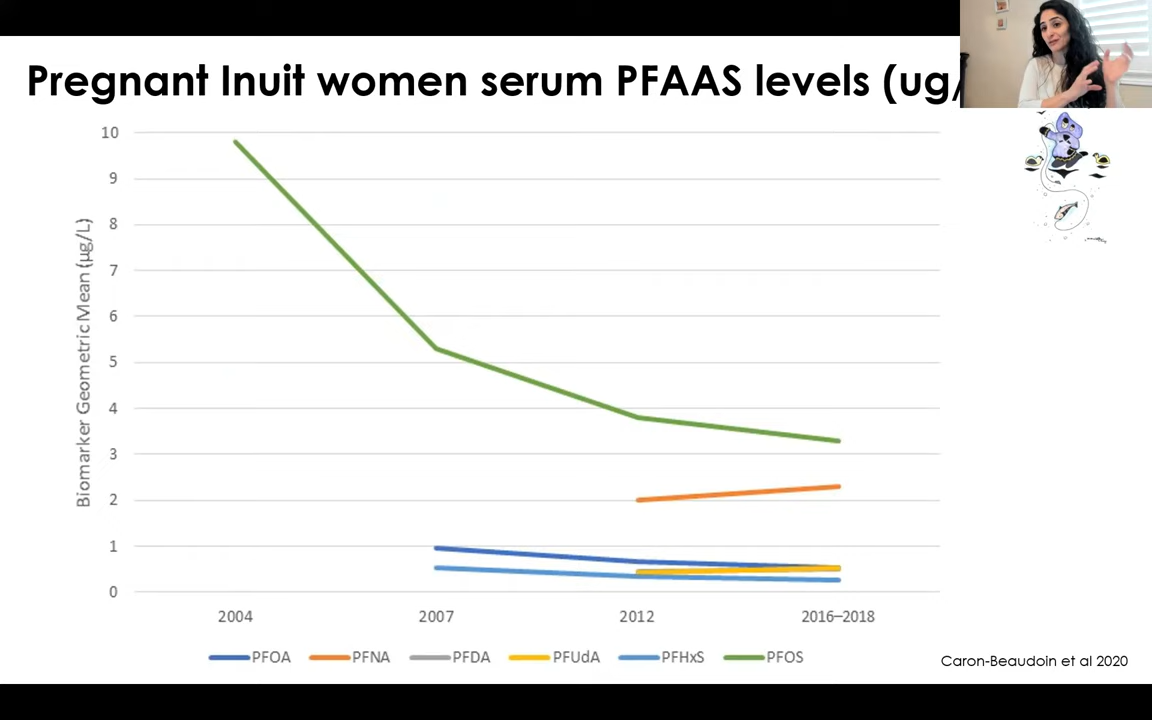 Pregnant Inuit women serum PFAAS levels (ug/
10
9
8
7
6
5
4
3
2
1
0
Biomarker Geometric Mean (µg/L)
2004 2007 2012 2016–2018
PFOA PFNA PFDA PFUdA PFHxS PFOS
Caron-Beaudoin et al 2020